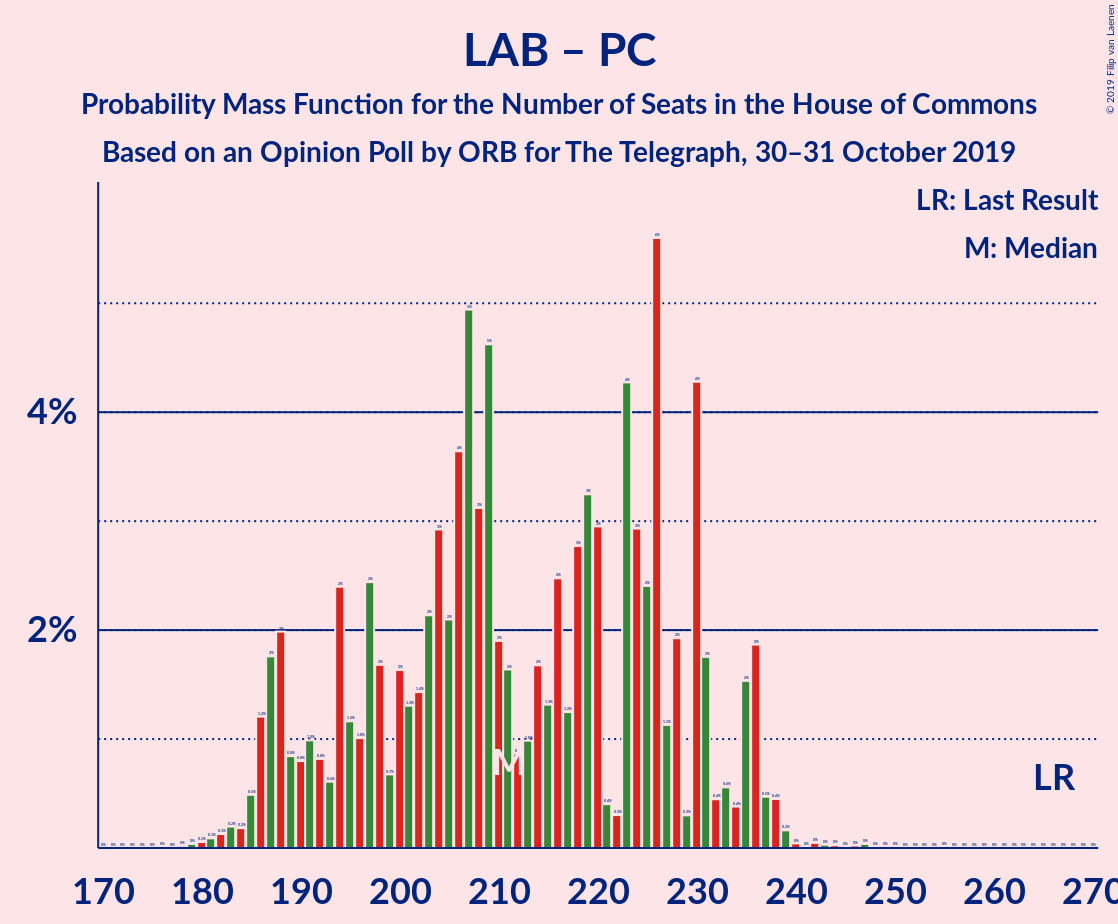 LAB – PC
Probability Mass Function for the Number of Seats in the House of Commons
Based on an Opinion Poll by ORB for The Telegraph, 30–31 October 2019
© 2019 Filip van Laenen
LR: Last Result
M: Median
4%
2%
M
LR
170 180 190 200 210 220 230 240 250 260 270